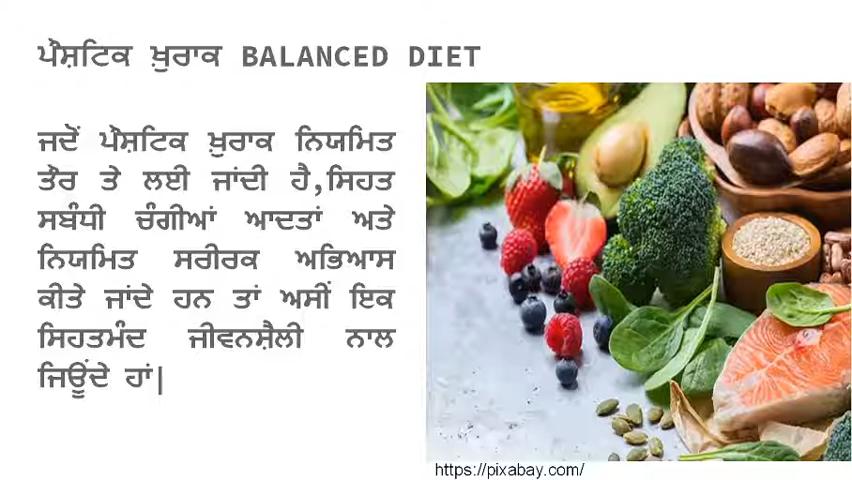 ਪੌਸ਼ਟਿਕ ਖ਼ੁਰਾਕ BALANCED DIET
ਜਦੋਂ ਪੌਸ਼ਟਿਕ ਖ਼ੁਰਾਕ ਨਿਯਮਿਤ
ਤੌਰ ਤੇ ਲਈ ਜਾਂਦੀ ਹੈ,ਸਿਹਤ
ਸਬੰਧੀ ਚੰਗੀਆਂ ਆਦਤਾਂ ਅਤੇ
ਨਿਯਮਿਤ ਸਰੀਰਕ ਅਭਿਆਸ
ਕੀਤੇ ਜਾਂਦੇ ਹਨ ਤਾਂ ਅਸੀਂ ਇਕ
ਸਿਹਤਮੰਦ ਜੀਵਨਸ਼ੈਲੀ ਨਾਲ
ਜਿਊਂਦੇ ਹਾਂ|
https://pixabay.com/